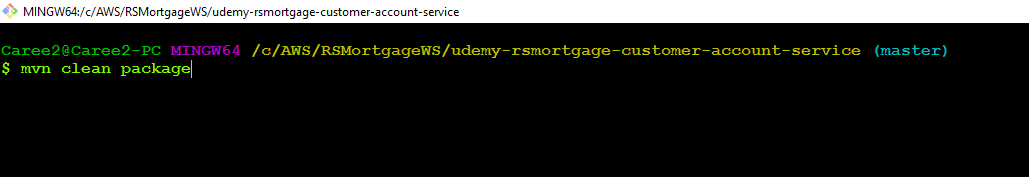 MINGW64:/c/AWS/RSMortgageWS/udemy-rsmortgage-customer-account-service
Caree2@Caree2-PC MINGW64 /c/AWS/RSMortgageWS/udemy-rsmortgage-customer-account-service (master)
$ mvn clean package